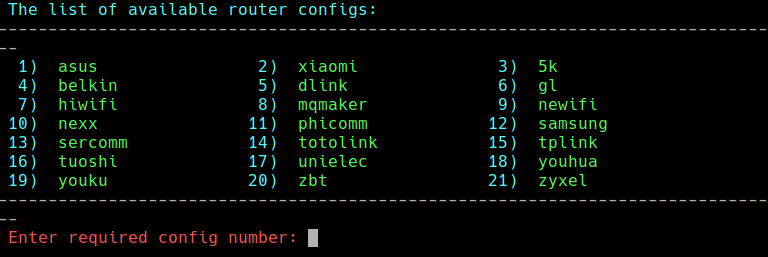 The list of available router configs:
--------------------------------------------------------------------------------
--
1) asus 2) xiaomi 3) 5k
4) belkin 5) dlink 6) gl
7) hiwifi 8) mqmaker 9) newifi
10) nexx 11) phicomm 12) samsung
13) sercomm 14) totolink 15) tplink
16) tuoshi 17) unielec 18) youhua
19) youku 20) zbt 21) zyxel
--------------------------------------------------------------------------------
--
Enter required config number: